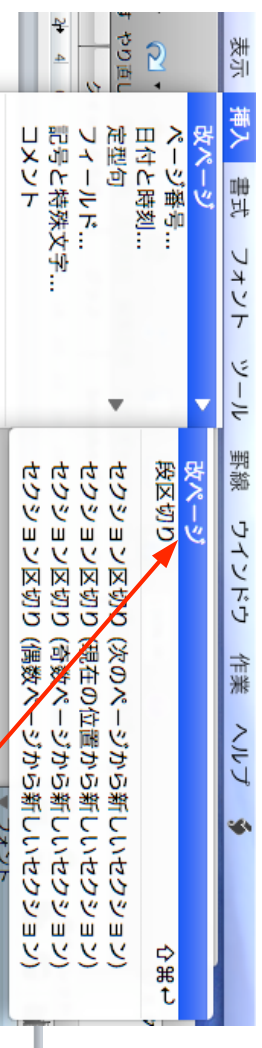 表示 挿入 書式 フォント ツール 罫線 ウインドウ 作業 ヘルプ
やり直し
改ページ
ページ番号...
日付と時刻...
定型句
フィールド...
記号と特殊文字...
コメント
改ページ
段区切り ⇧⌘↩
セクション区切り (次のページから新しいセクション)
セクション区切り (現在の位置から新しいセクション)
セクション区切り (奇数ページから新しいセクション)
セクション区切り (偶数ページから新しいセクション)
フォント
4